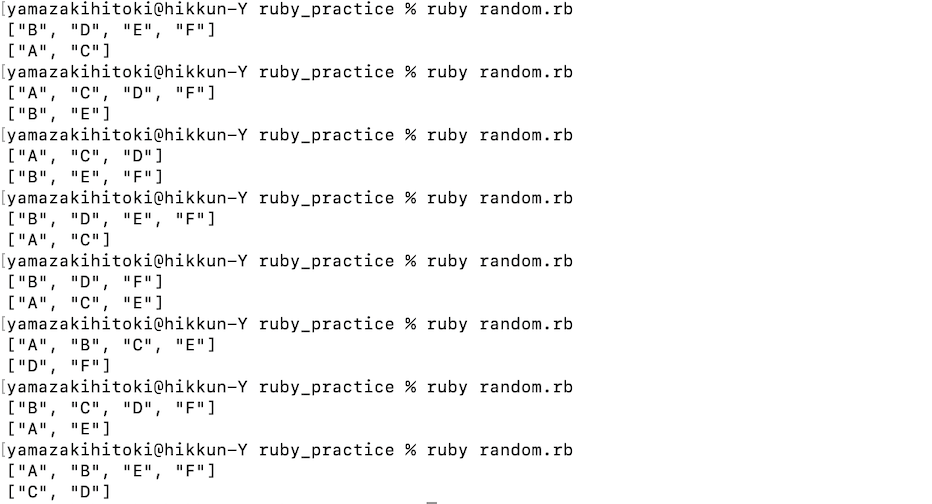 [yamazakihitoki@hikkun-Y ruby_practice % ruby random.rb
["B", "D", "E", "F"]
["A", "C"]
[yamazakihitoki@hikkun-Y ruby_practice % ruby random.rb
["A", "C", "D", "F"]
["B", "E"]
[yamazakihitoki@hikkun-Y ruby_practice % ruby random.rb
["A", "C", "D"]
["B", "E", "F"]
[yamazakihitoki@hikkun-Y ruby_practice % ruby random.rb
["B", "D", "E", "F"]
["A", "C"]
[yamazakihitoki@hikkun-Y ruby_practice % ruby random.rb
["B", "D", "F"]
["A", "C", "E"]
[yamazakihitoki@hikkun-Y ruby_practice % ruby random.rb
["A", "B", "C", "E"]
["D", "F"]
[yamazakihitoki@hikkun-Y ruby_practice % ruby random.rb
["B", "C", "D", "F"]
["A", "E"]
[yamazakihitoki@hikkun-Y ruby_practice % ruby random.rb
["A", "B", "E", "F"]
["C", "D"]